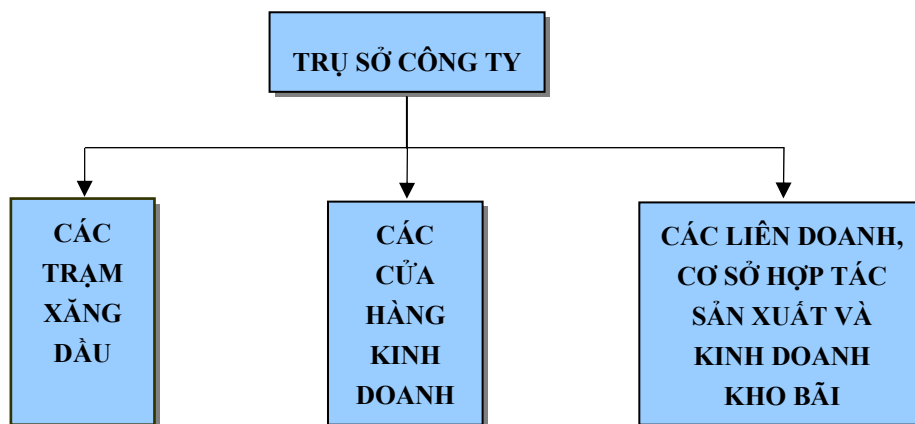 TRỤ SỞ CÔNG TY
CÁC
TRẠM
XĂNG
DẦU
CÁC
CỬA
HÀNG
KINH
DOANH
CÁC LIÊN DOANH,
CƠ SỞ HỢP TÁC
SẢN XUẤT VÀ
KINH DOANH
KHO BÃI